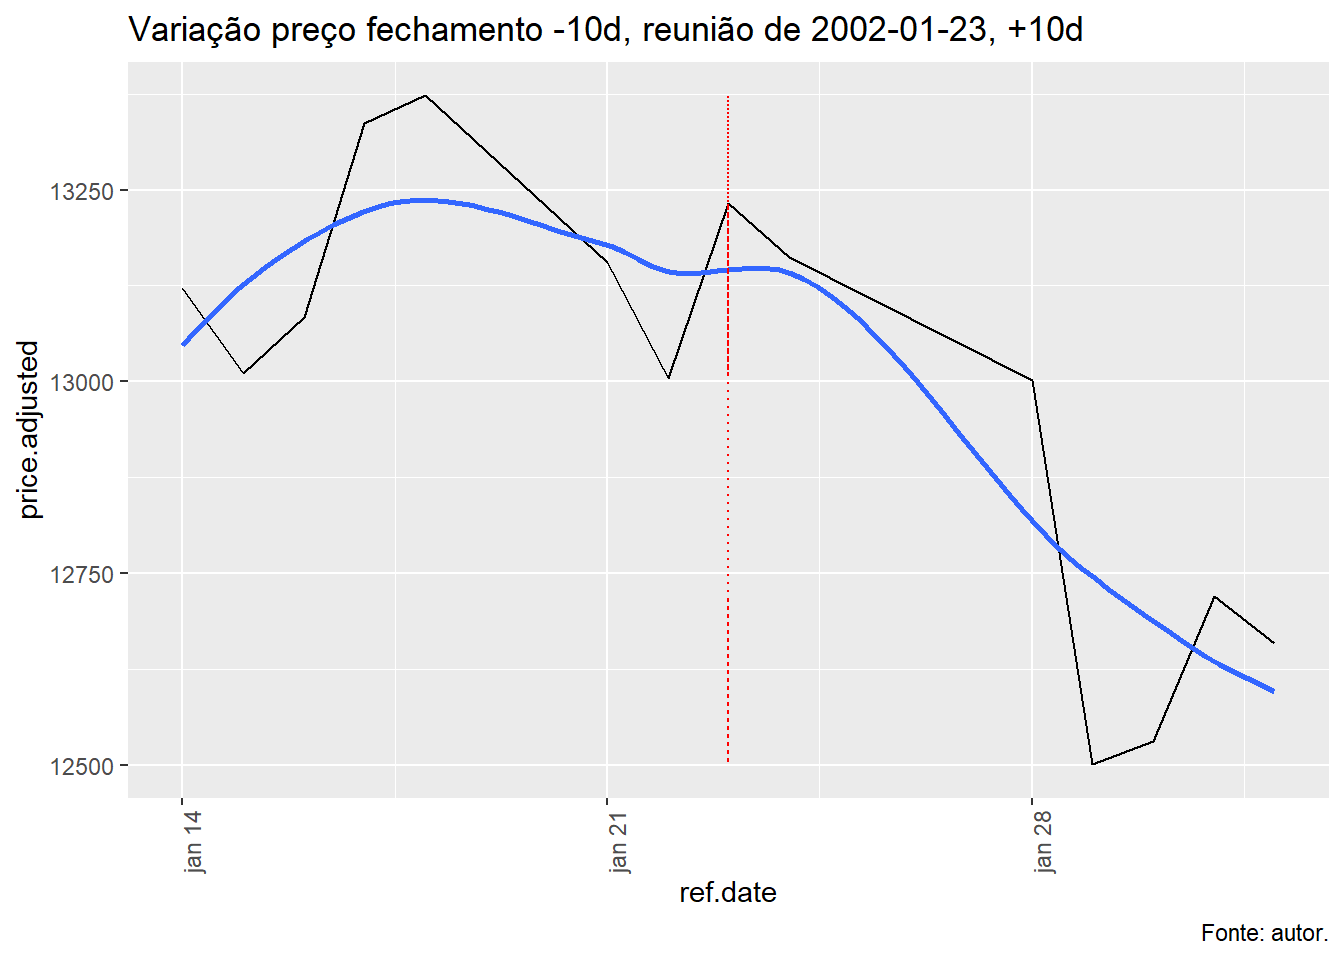 Variação preço fechamento -10d, reunião de 2002-01-23, +10d
price.adjusted
13250
13000
12750
12500
jan 14
jan 21
jan 28
ref.date
Fonte: autor.